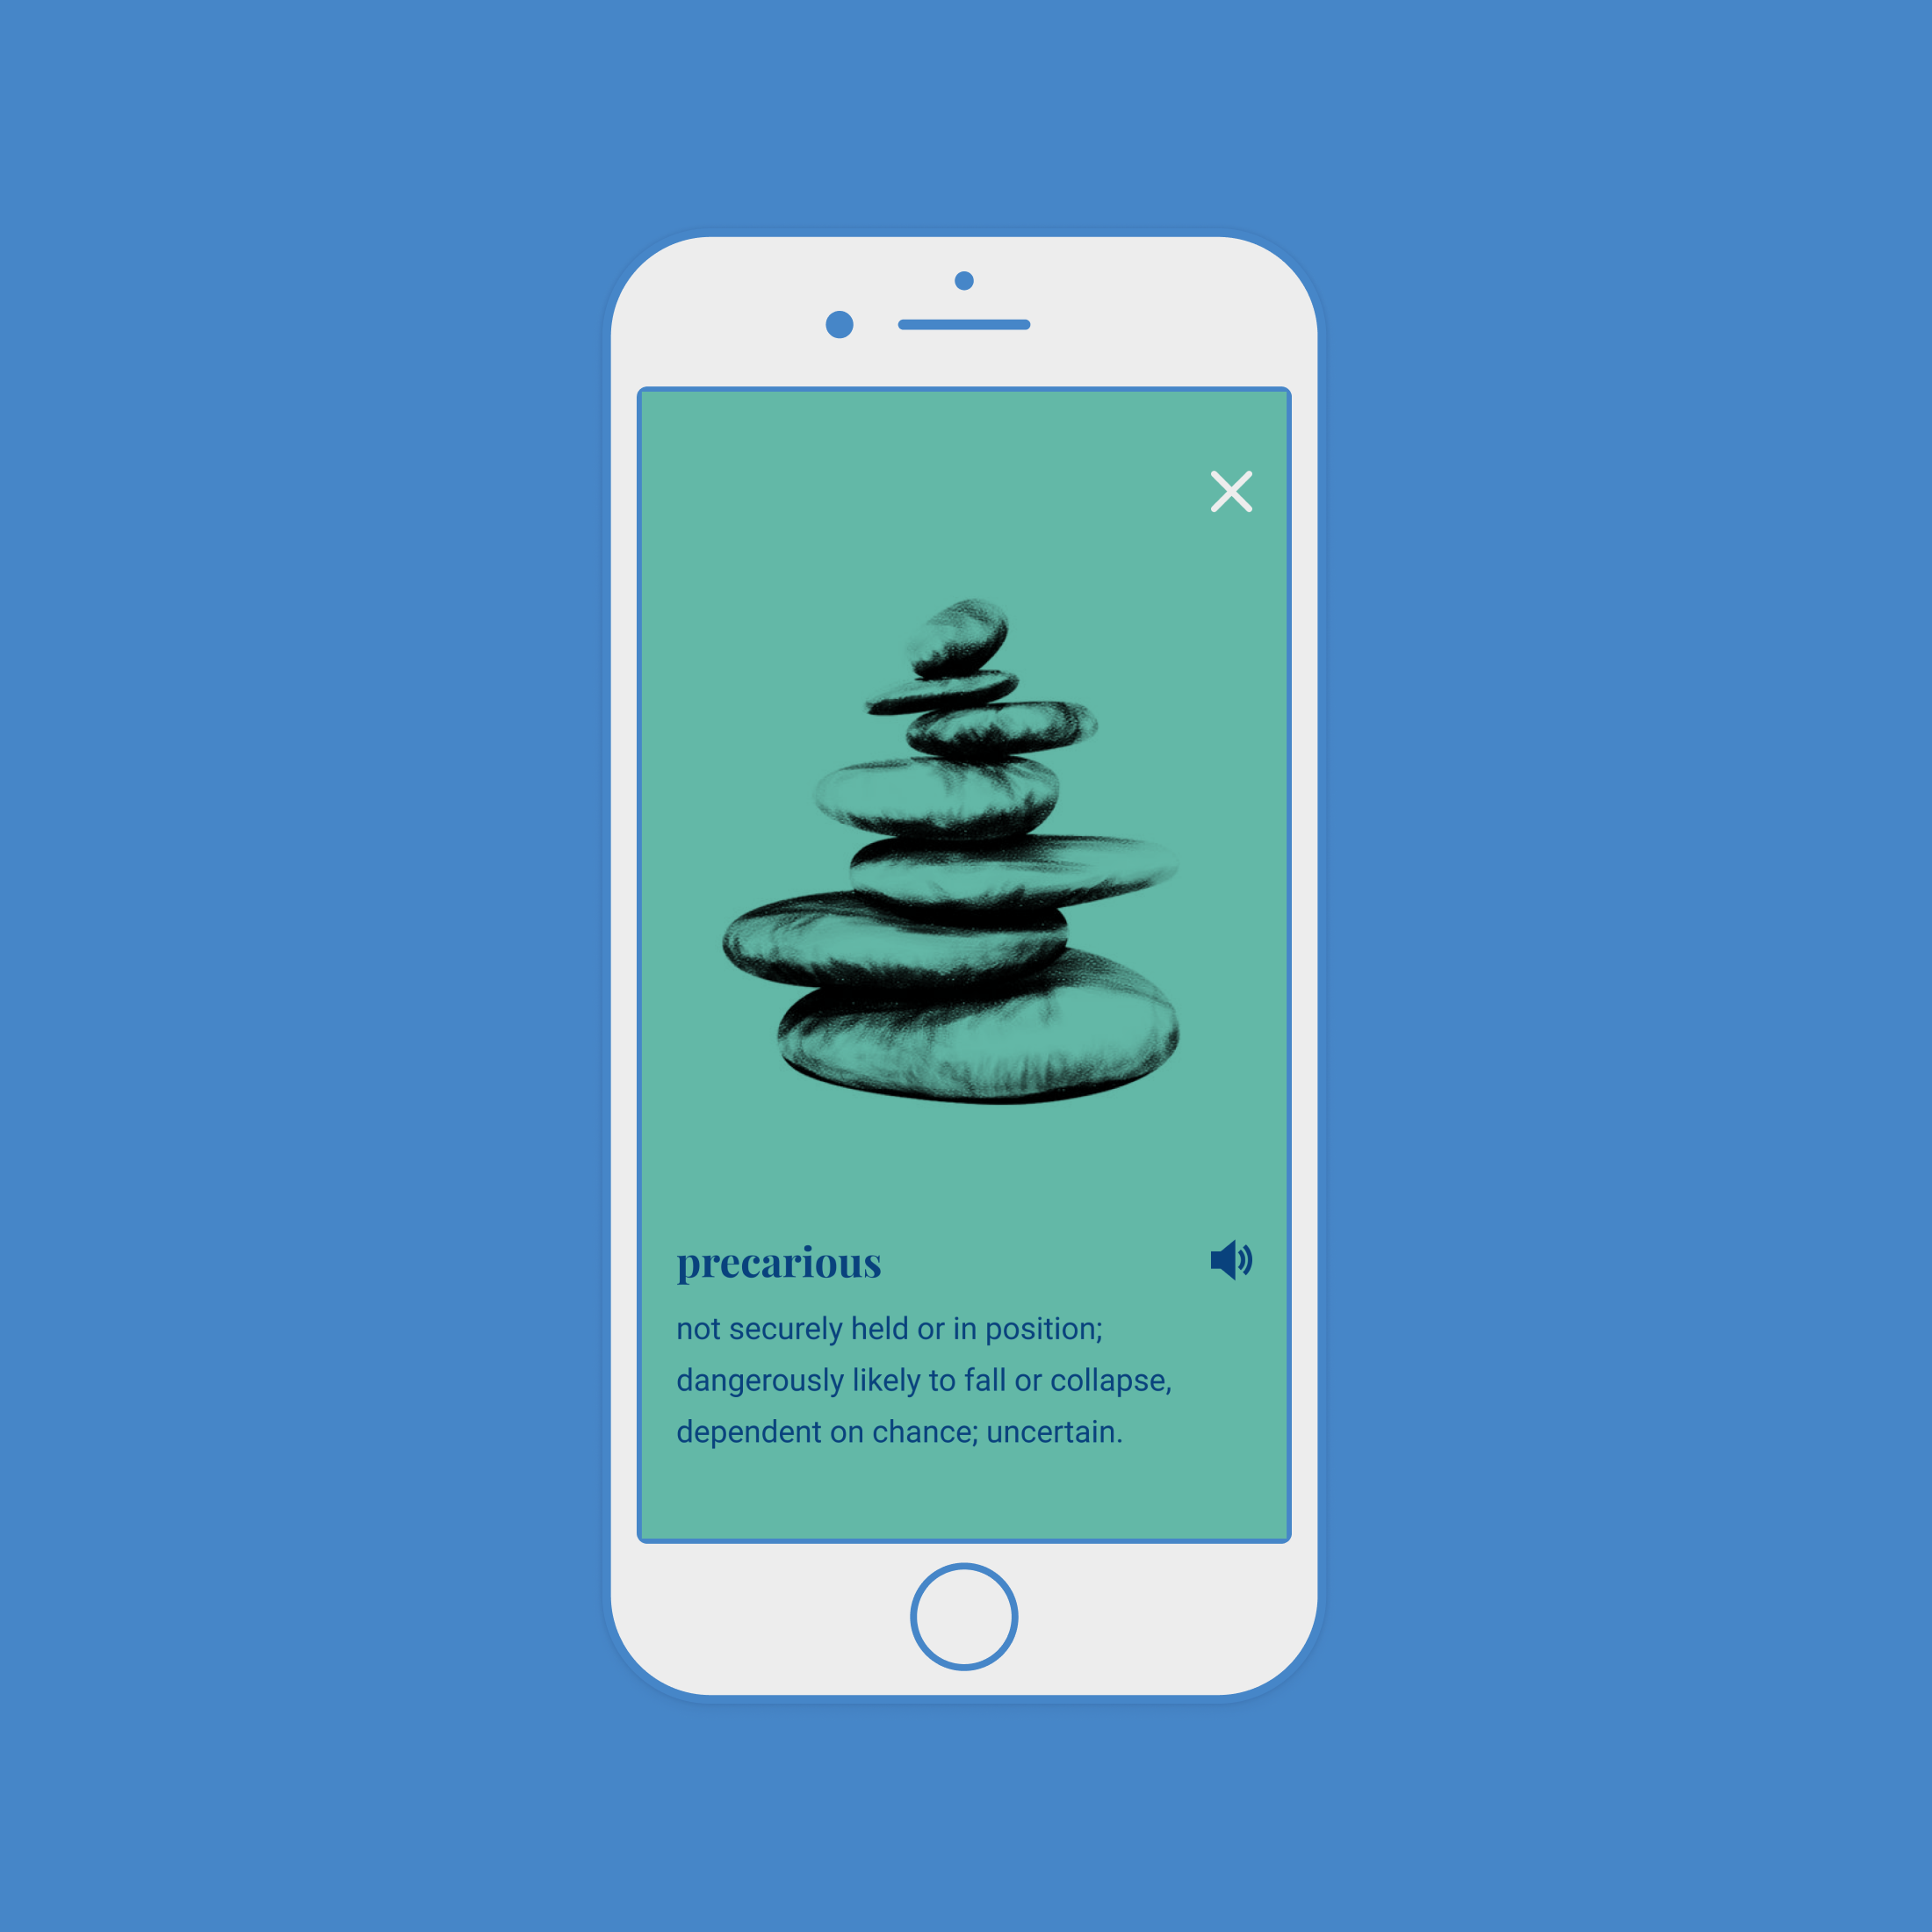 precarious
not securely held or in position;
dangerously likely to fall or collapse,
dependent on chance; uncertain.